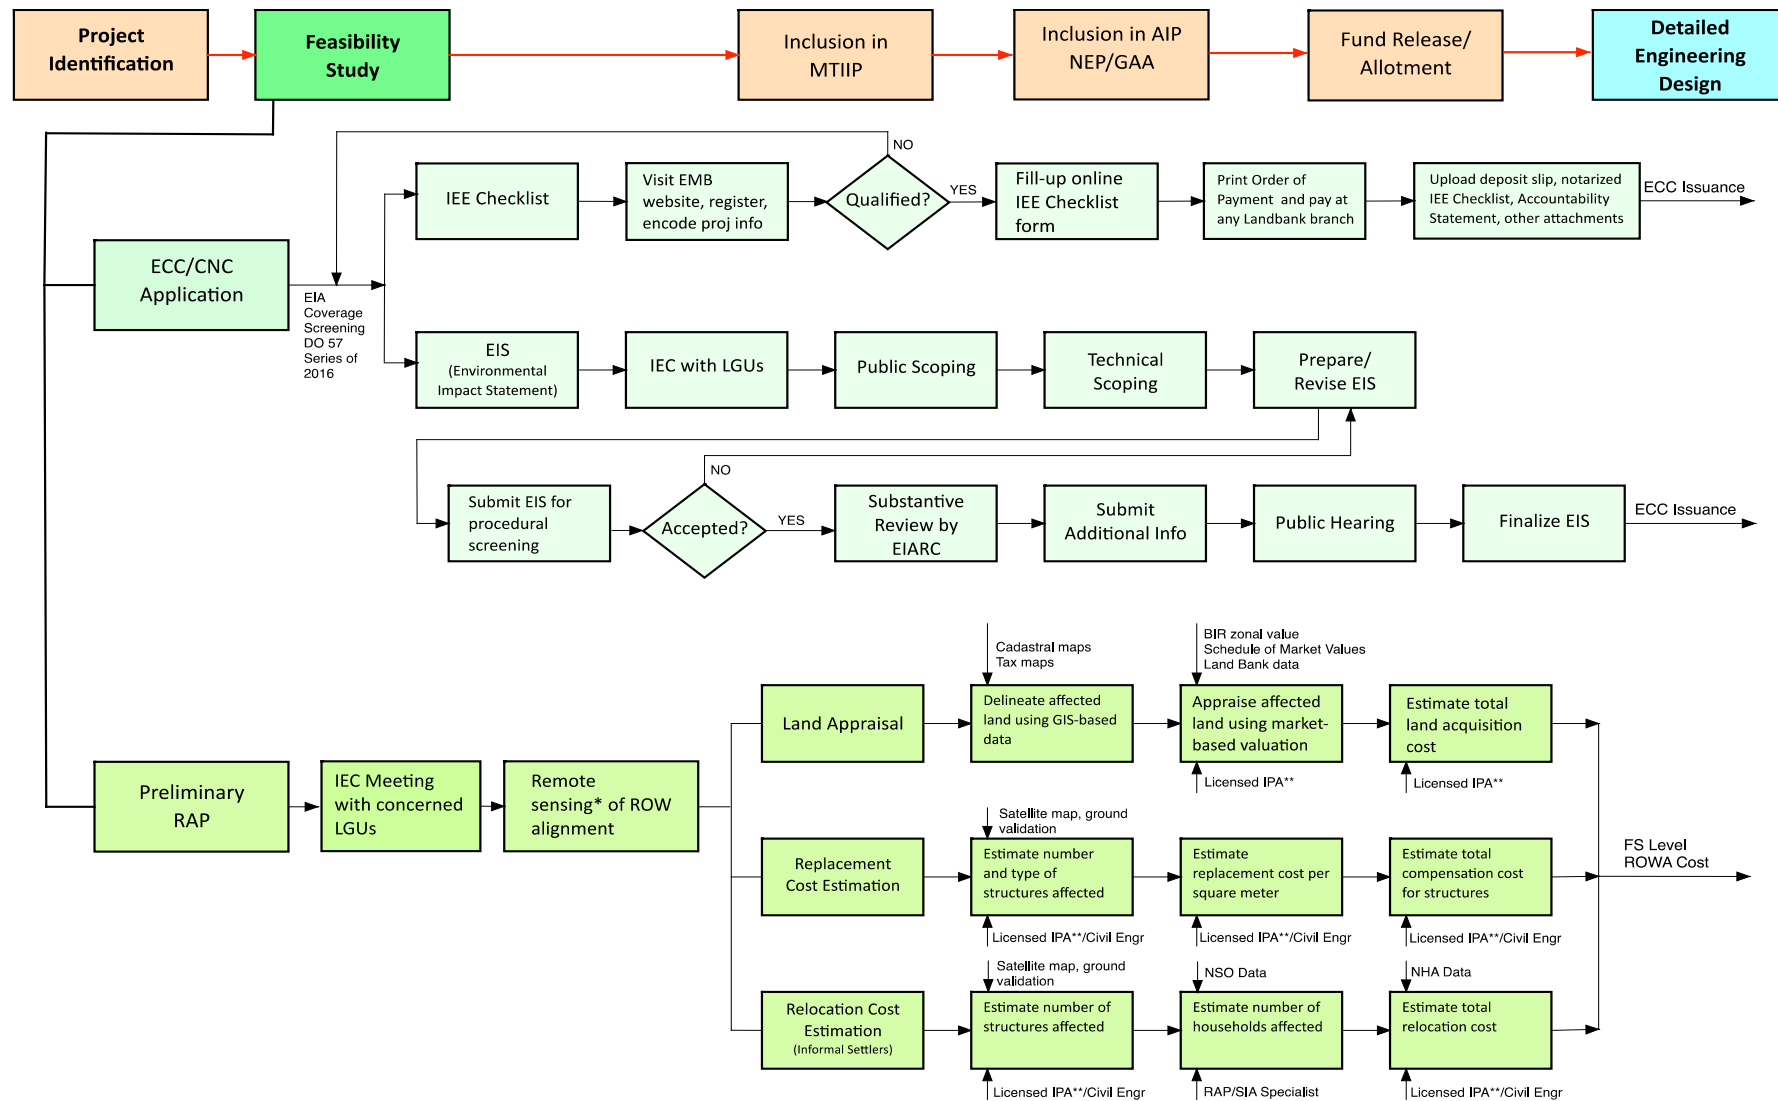 Project
Identification
Feasibility
Study
Inclusion in
MTIIP
Inclusion in AIP
NEP/GAA
Fund Release/
Allotment
Detailed
Engineering
Design
NO
IEE Checklist
Visit EMB
website, register,
encode proj info
Qualified?
YES
Fill-up online
IEE Checklist
form
Print Order of
Payment and pay at
any Landbank branch
Upload deposit slip, notarized
IEE Checklist, Accountability
Statement, other attachments
ECC Issuance
ECC/CNC
Application
EIA
Coverage
Screening
DO 57
Series of
2016
EIS
(Environmental
Impact Statement)
IEC with LGUs
Public Scoping
Technical
Scoping
Prepare/
Revise EIS
NO
Submit EIS for
procedural
screening
Accepted?
YES
Substantive
Review by
EIARC
Submit
Additional Info
Public Hearing
Finalize EIS
ECC Issuance
Cadastral maps
Tax maps
BIR zonal value
Schedule of Market Values
Land Bank data
Land Appraisal
Delineate affected
land using GIS-based
data
Appraise affected
land using market-
based valuation
Estimate total
land acquisition
cost
Licensed IPA**
Licensed IPA**
Preliminary
RAP
IEC Meeting
with concerned
LGUs
Remote
sensing* of ROW
alignment
Satellite map, ground
validation
Replacement
Cost Estimation
Estimate number
and type of
structures affected
Estimate
replacement cost per
square meter
Estimate total
compensation cost
for structures
FS Level
ROWA Cost
Licensed IPA**/Civil Engr
Licensed IPA**/Civil Engr
Licensed IPA**/Civil Engr
Satellite map, ground
validation
NSO Data
NHA Data
Relocation Cost
Estimation
(Informal Settlers)
Estimate number of
structures affected
Estimate number of
households affected
Estimate total
relocation cost
Licensed IPA**/Civil Engr
RAP/SIA Specialist
Licensed IPA**/Civil Engr